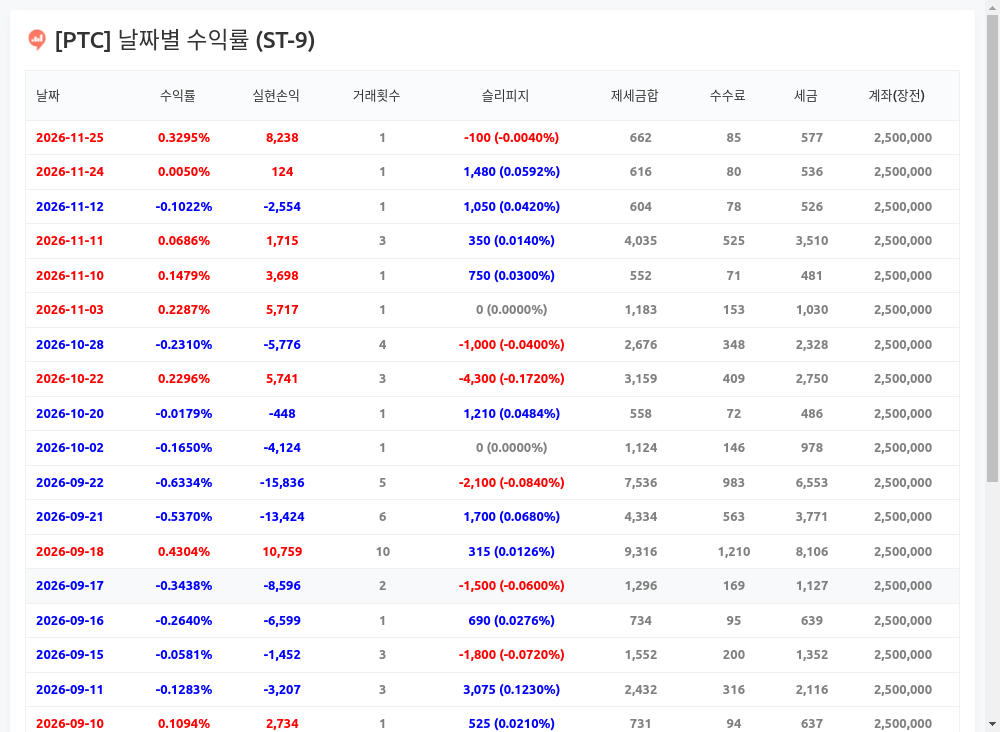 [PTC] 날짜별 수익률 (ST-9)
날짜 수익률 실현손익 거래횟수 슬리피지 제세금합 수수료 세금 계좌(장전)
2026-11-25 0.3295% 8,238 1 -100 (-0.0040%) 662 85 577 2,500,000
2026-11-24 0.0050% 124 1 1,480 (0.0592%) 616 80 536 2,500,000
2026-11-12 -0.1022% -2,554 1 1,050 (0.0420%) 604 78 526 2,500,000
2026-11-11 0.0686% 1,715 3 350 (0.0140%) 4,035 525 3,510 2,500,000
2026-11-10 0.1479% 3,698 1 750 (0.0300%) 552 71 481 2,500,000
2026-11-03 0.2287% 5,717 1 0 (0.0000%) 1,183 153 1,030 2,500,000
2026-10-28 -0.2310% -5,776 4 -1,000 (-0.0400%) 2,676 348 2,328 2,500,000
2026-10-22 0.2296% 5,741 3 -4,300 (-0.1720%) 3,159 409 2,750 2,500,000
2026-10-20 -0.0179% -448 1 1,210 (0.0484%) 558 72 486 2,500,000
2026-10-02 -0.1650% -4,124 1 0 (0.0000%) 1,124 146 978 2,500,000
2026-09-22 -0.6334% -15,836 5 -2,100 (-0.0840%) 7,536 983 6,553 2,500,000
2026-09-21 -0.5370% -13,424 6 1,700 (0.0680%) 4,334 563 3,771 2,500,000
2026-09-18 0.4304% 10,759 10 315 (0.0126%) 9,316 1,210 8,106 2,500,000
2026-09-17 -0.3438% -8,596 2 -1,500 (-0.0600%) 1,296 169 1,127 2,500,000
2026-09-16 -0.2640% -6,599 1 690 (0.0276%) 734 95 639 2,500,000
2026-09-15 -0.0581% -1,452 3 -1,800 (-0.0720%) 1,552 200 1,352 2,500,000
2026-09-11 -0.1283% -3,207 3 3,075 (0.1230%) 2,432 316 2,116 2,500,000
2026-09-10 0.1094% 2,734 1 525 (0.0210%) 731 94 637 2,500,000